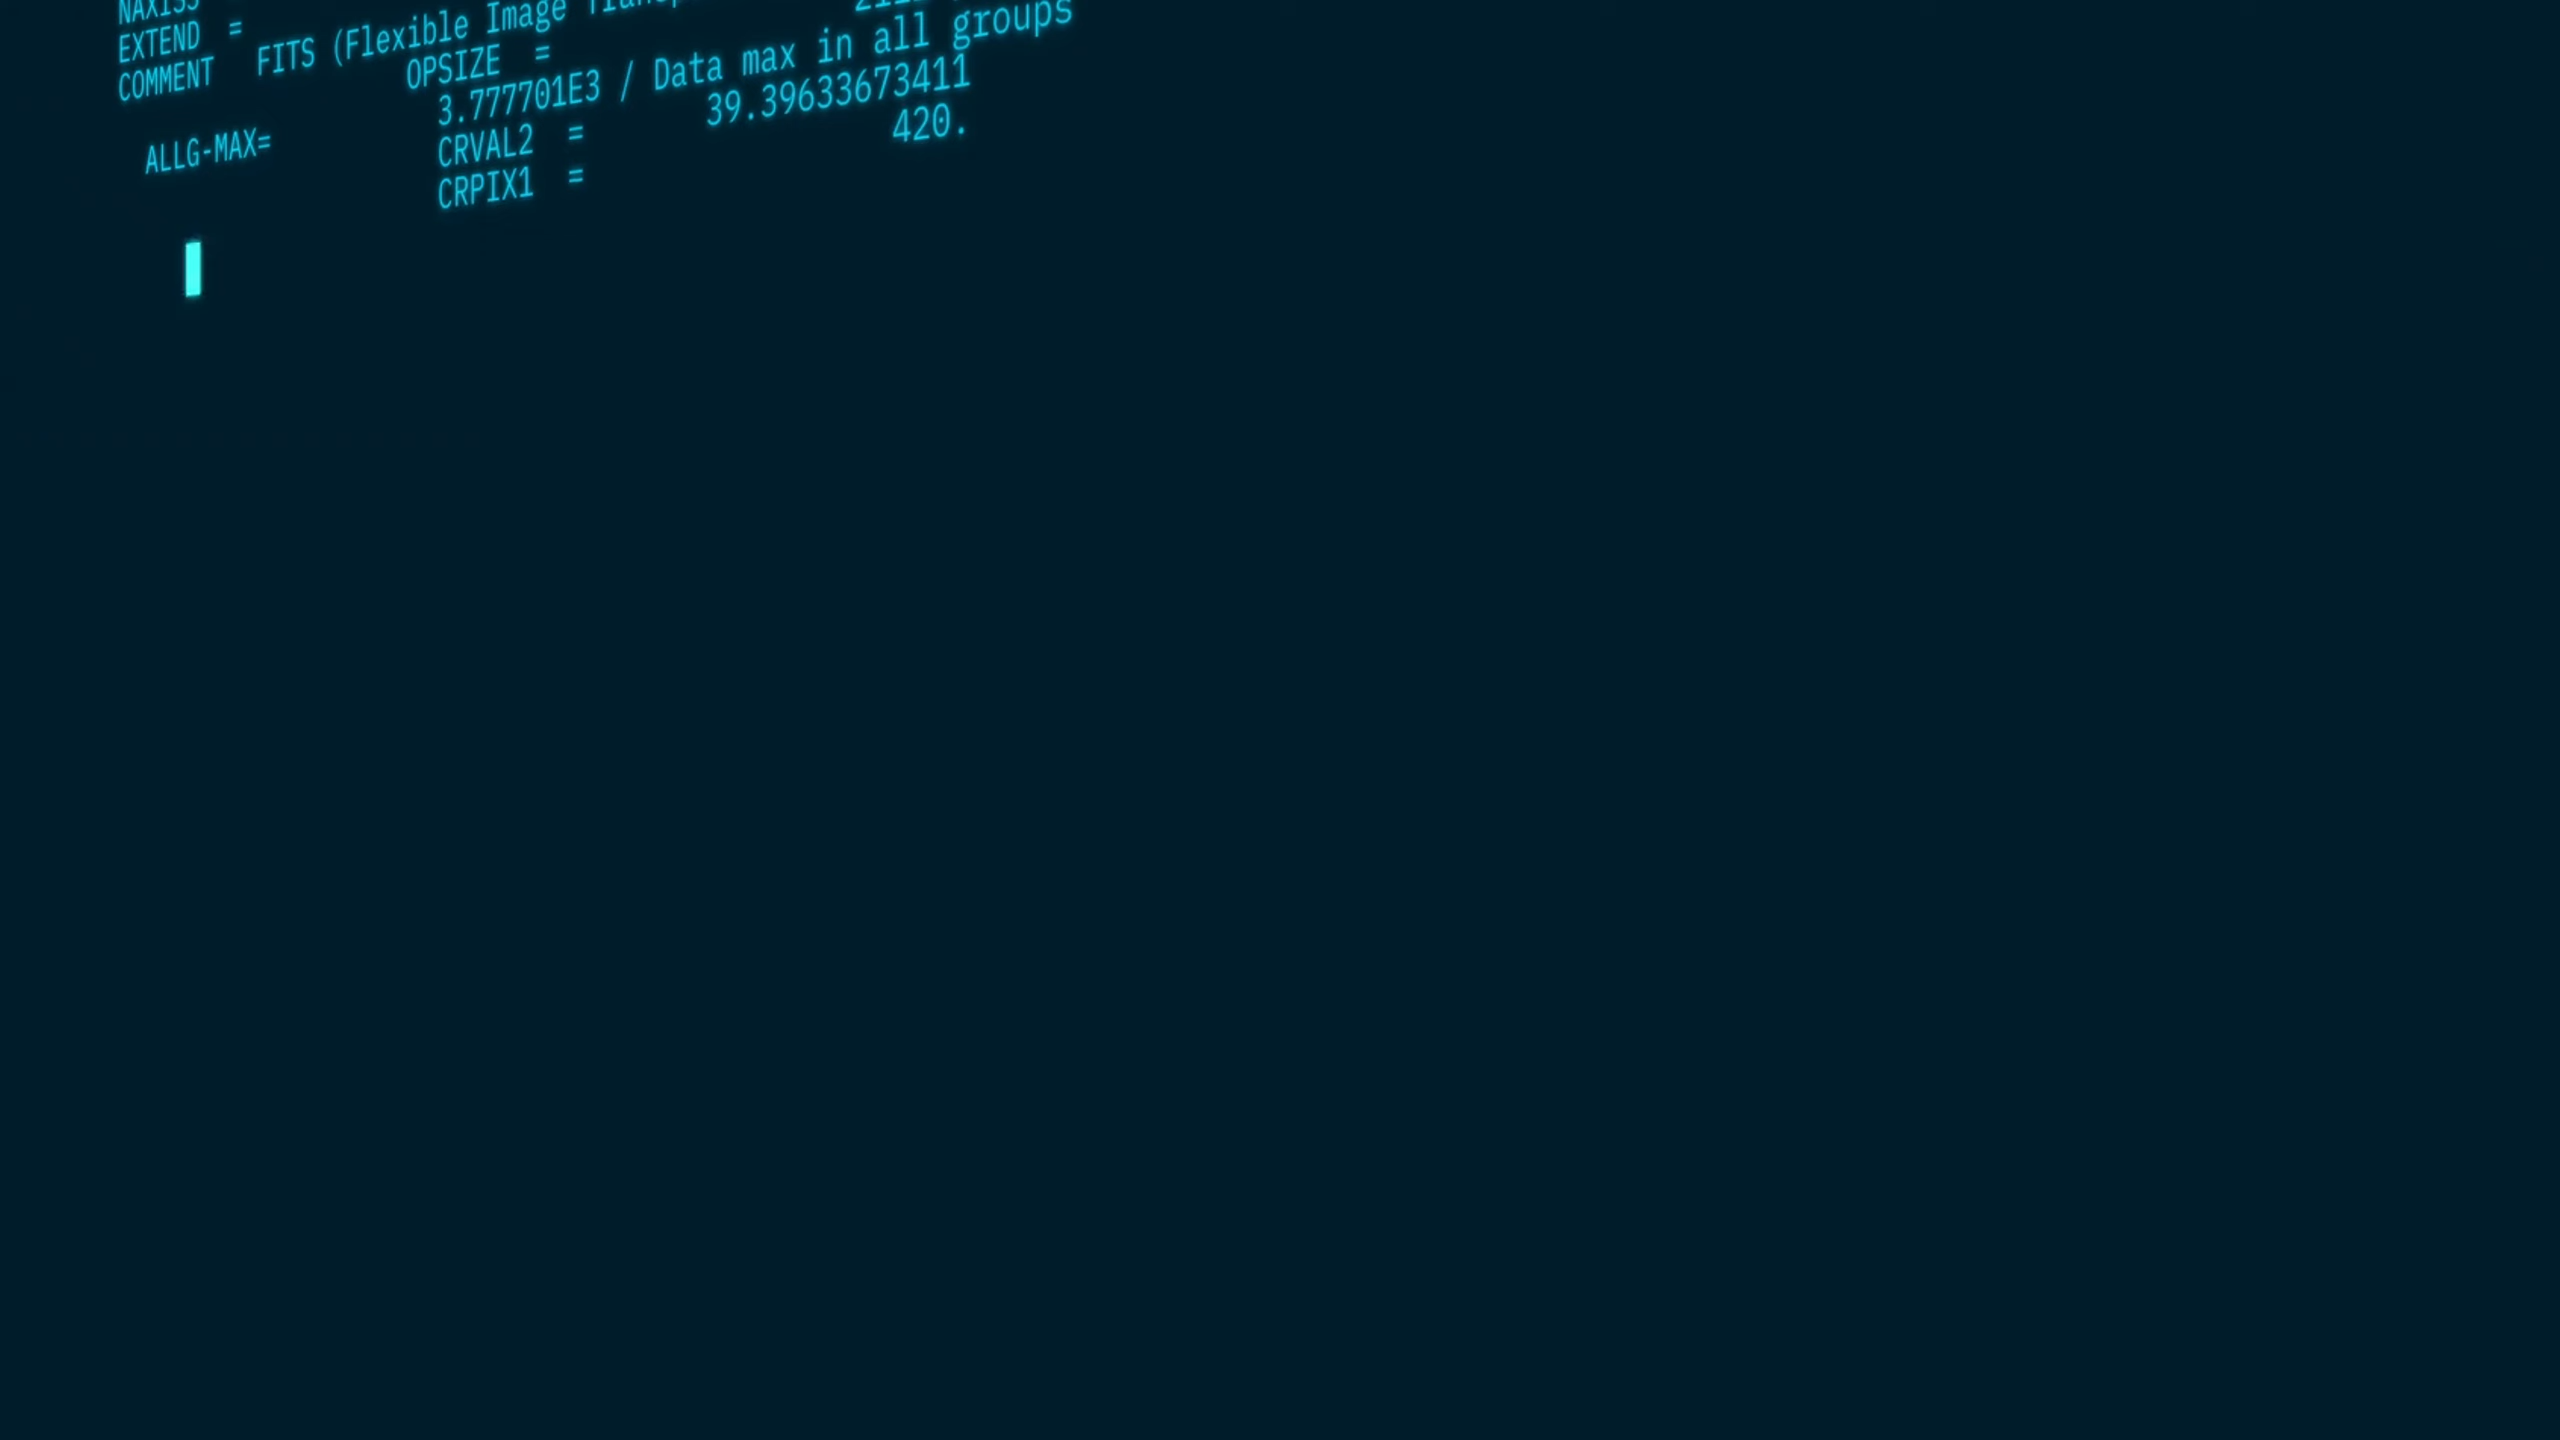 EXTEND =
COMMENT FITS (Flexible Image
OPSIZE =
3.777701E3 / Data max in all groups
ALLG-MAX=
CRVAL2 = 39.39633673411
CRPIX1 = 420.